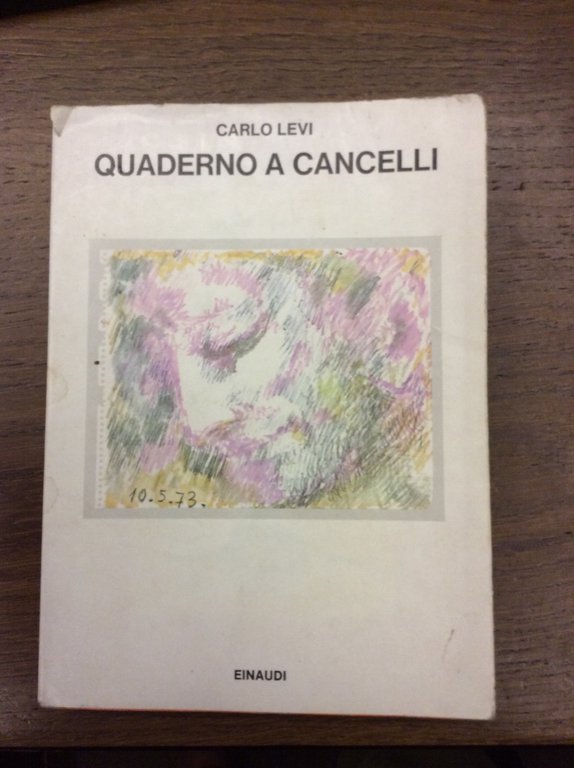 CARLO LEVI
QUADERNO A CANCELLI
10.5.73.
EINAUDI